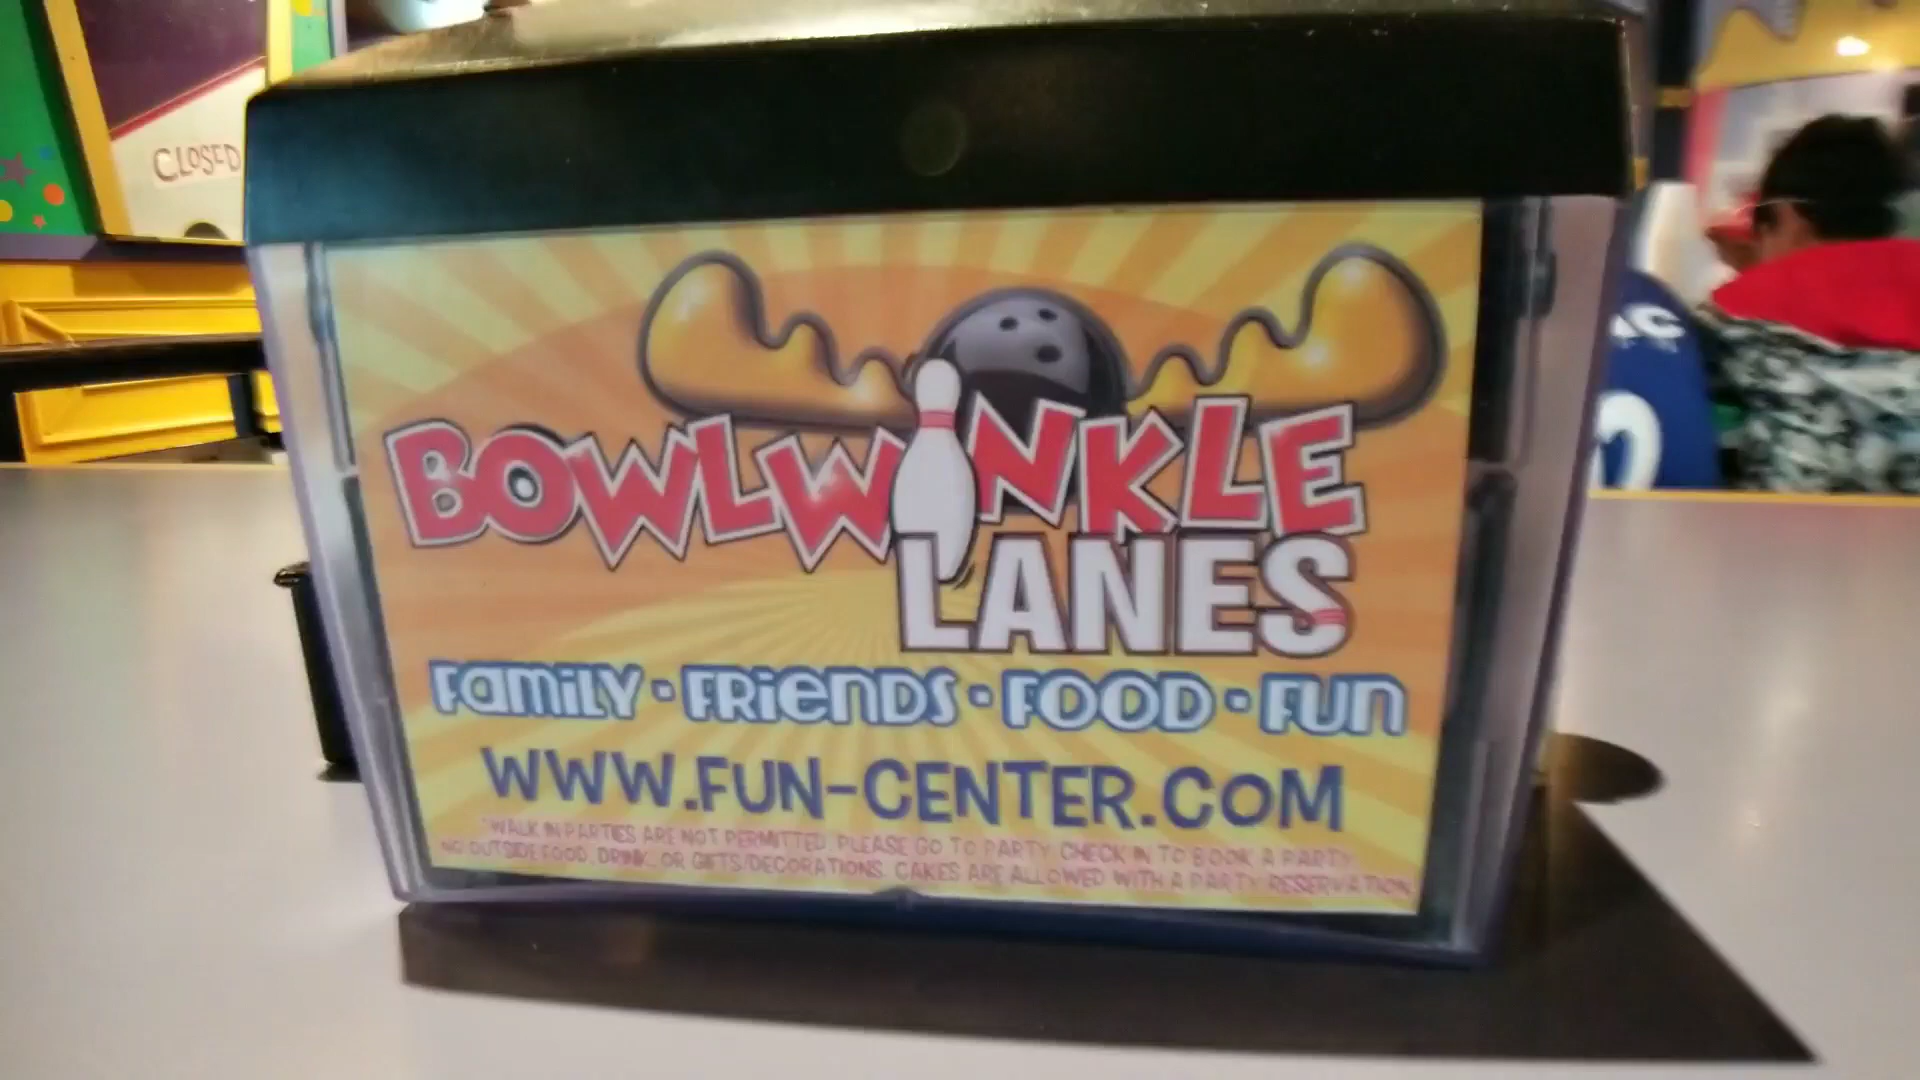 CLOSED
BOWLWINKLE
LANES
FAMILY • FRIENDS • FOOD • FUN
WWW.FUN-CENTER.COM
*WALK IN PARTIES ARE NOT PERMITTED. PLEASE GO TO PARTY CHECK IN TO BOOK A PARTY.
NO OUTSIDE FOOD, DRINK, OR GIFTS/DECORATIONS. CAKES ARE ALLOWED WITH A PARTY RESERVATION.